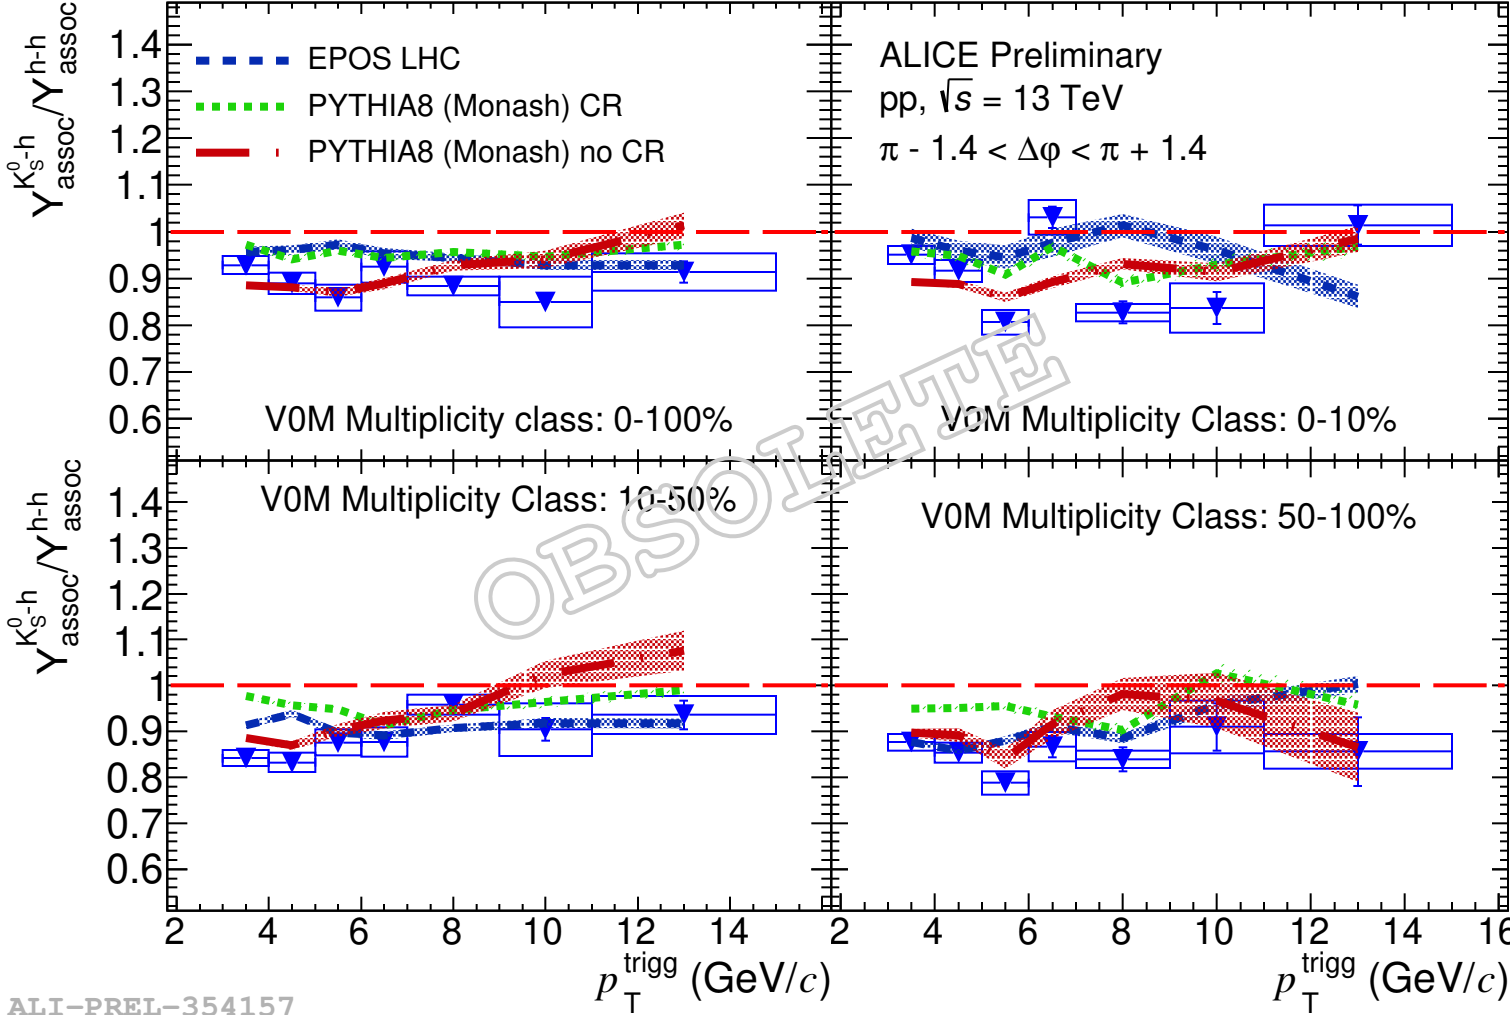 Y^{K^0_S-h}_{assoc}/Y^{h-h}_{assoc}
1.4
1.3
1.2
1.1
1
0.9
0.8
0.7
0.6
EPOS LHC
PYTHIA8 (Monash) CR
PYTHIA8 (Monash) no CR
V0M Multiplicity class: 0-100%
ALICE Preliminary
pp, √s = 13 TeV
π - 1.4 < Δφ < π + 1.4
V0M Multiplicity Class: 0-10%
OBSOLETE
Y^{K^0_S-h}_{assoc}/Y^{h-h}_{assoc}
1.4
1.3
1.2
1.1
1
0.9
0.8
0.7
0.6
V0M Multiplicity Class: 10-50%
V0M Multiplicity Class: 50-100%
2 4 6 8 10 12 14
2 4 6 8 10 12 14 16
p_T^{trigg} (GeV/c)
p_T^{trigg} (GeV/c)
ALI-PREL-354157